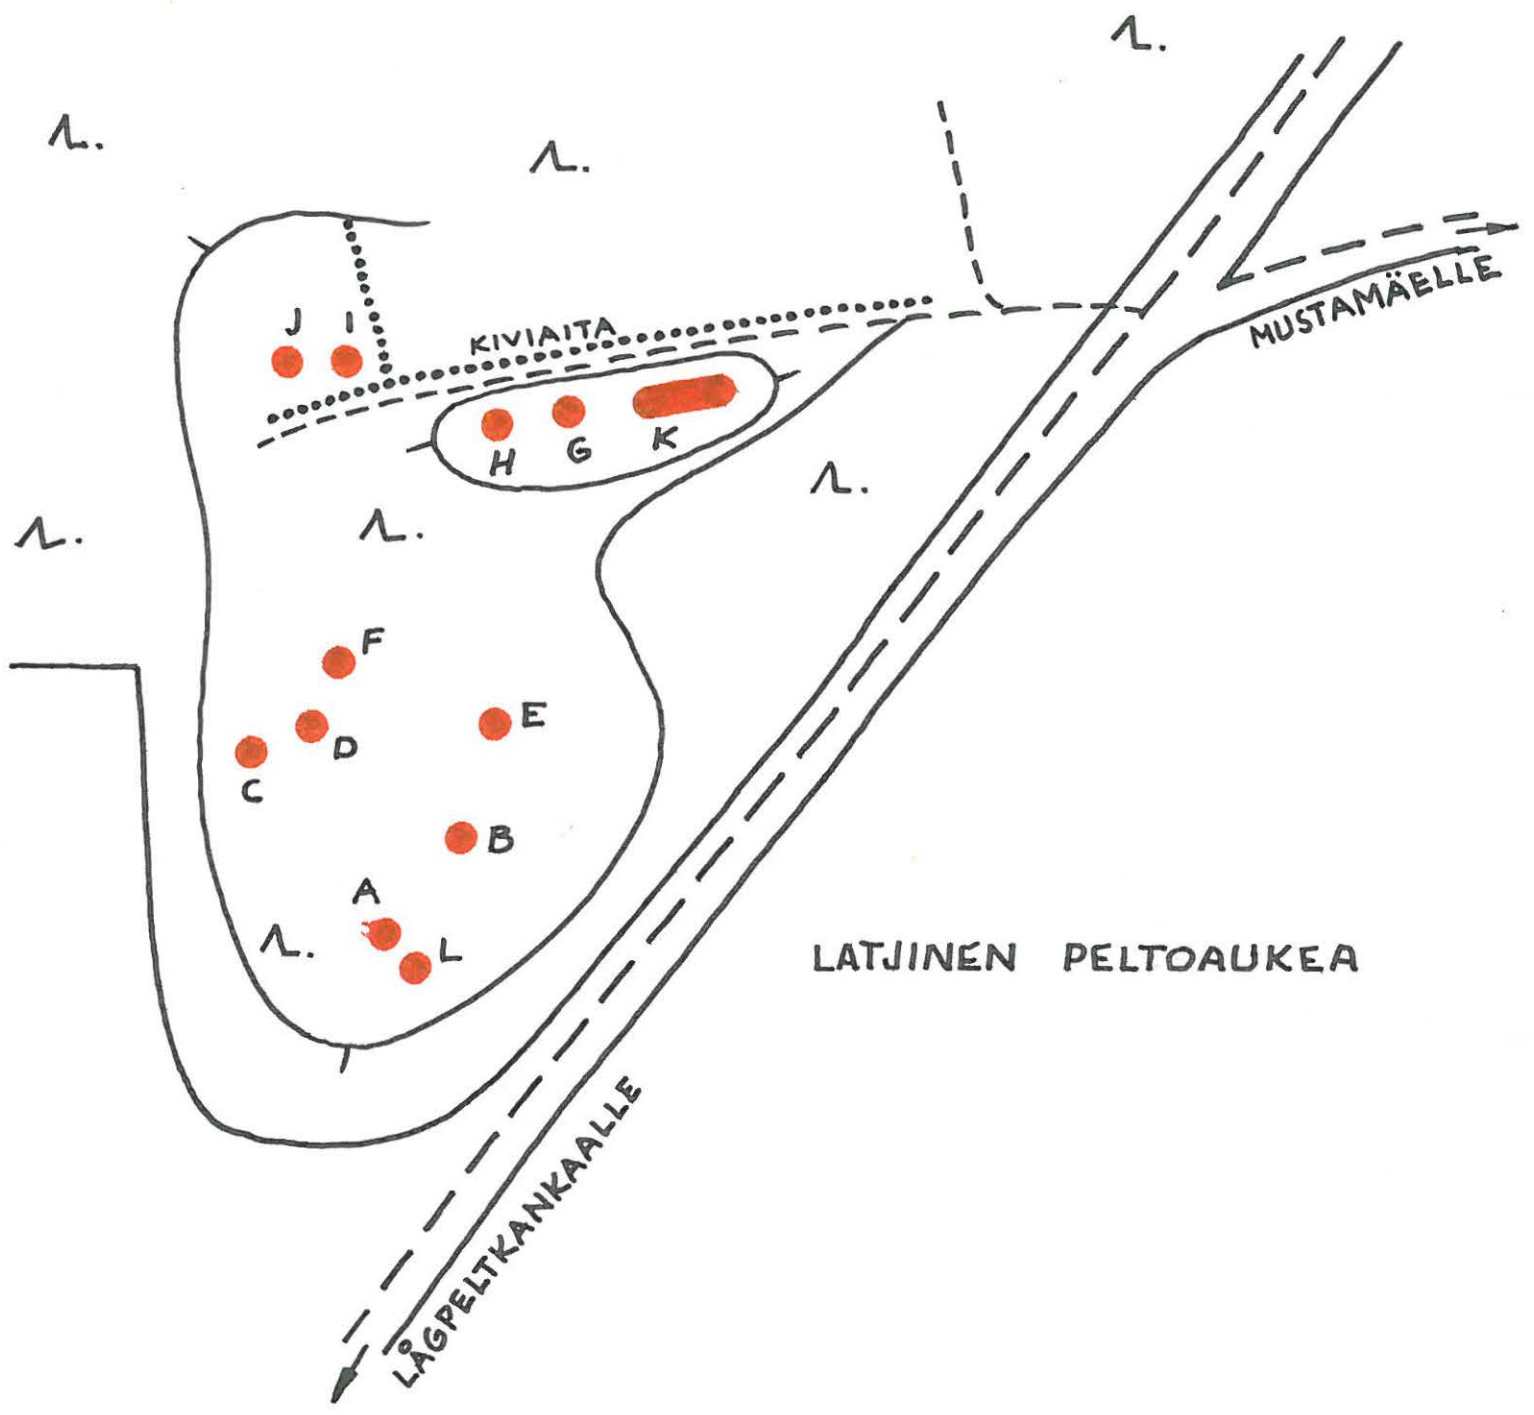 J I
KIVIAITA
MUSTAMÄELLE
H G K
F
E
D
C
B
A
L
LATJINEN PELTOAUKEA
LÅGPELTKANKAALLE